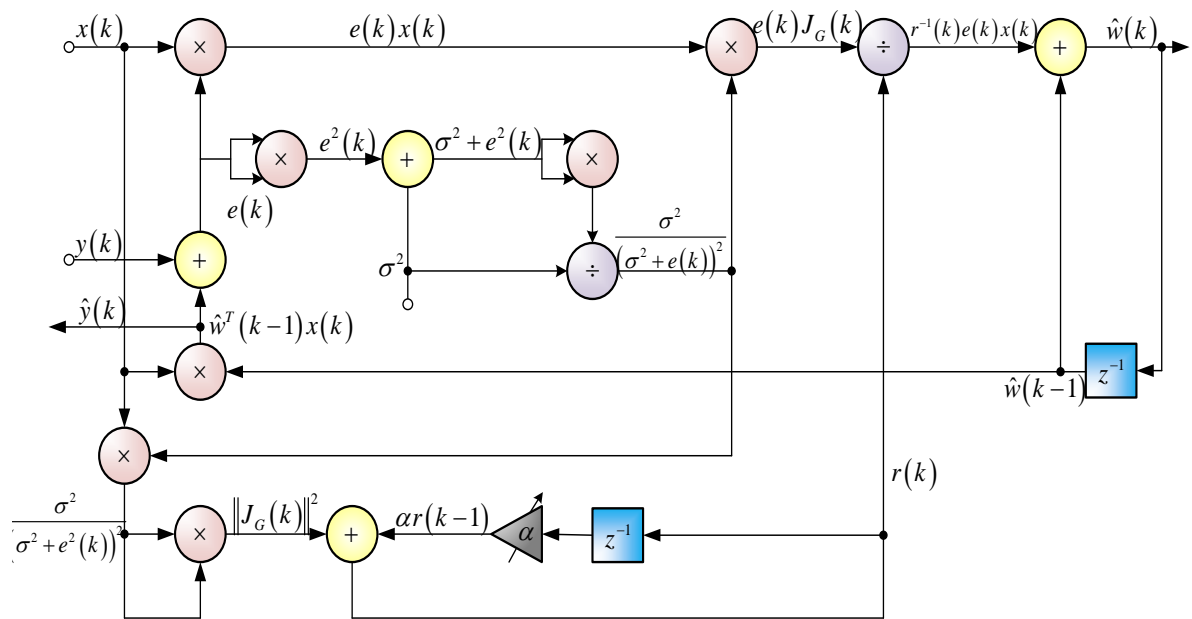 x(k)
×
e(k)x(k)
×
e(k)J_G(k)
÷
r^{-1}(k)e(k)x(k)
+
ŵ(k)
×
e^2(k)
+
σ^2 + e^2(k)
×
e(k)
y(k)
+
σ^2
÷
σ^2
(σ^2 + e(k))^2
ŷ(k)
ŵ^T(k−1)x(k)
×
ŵ(k−1)
z^{-1}
×
r(k)
σ^2
(σ^2 + e^2(k))^2
×
‖J_G(k)‖^2
+
αr(k−1)
α
z^{-1}